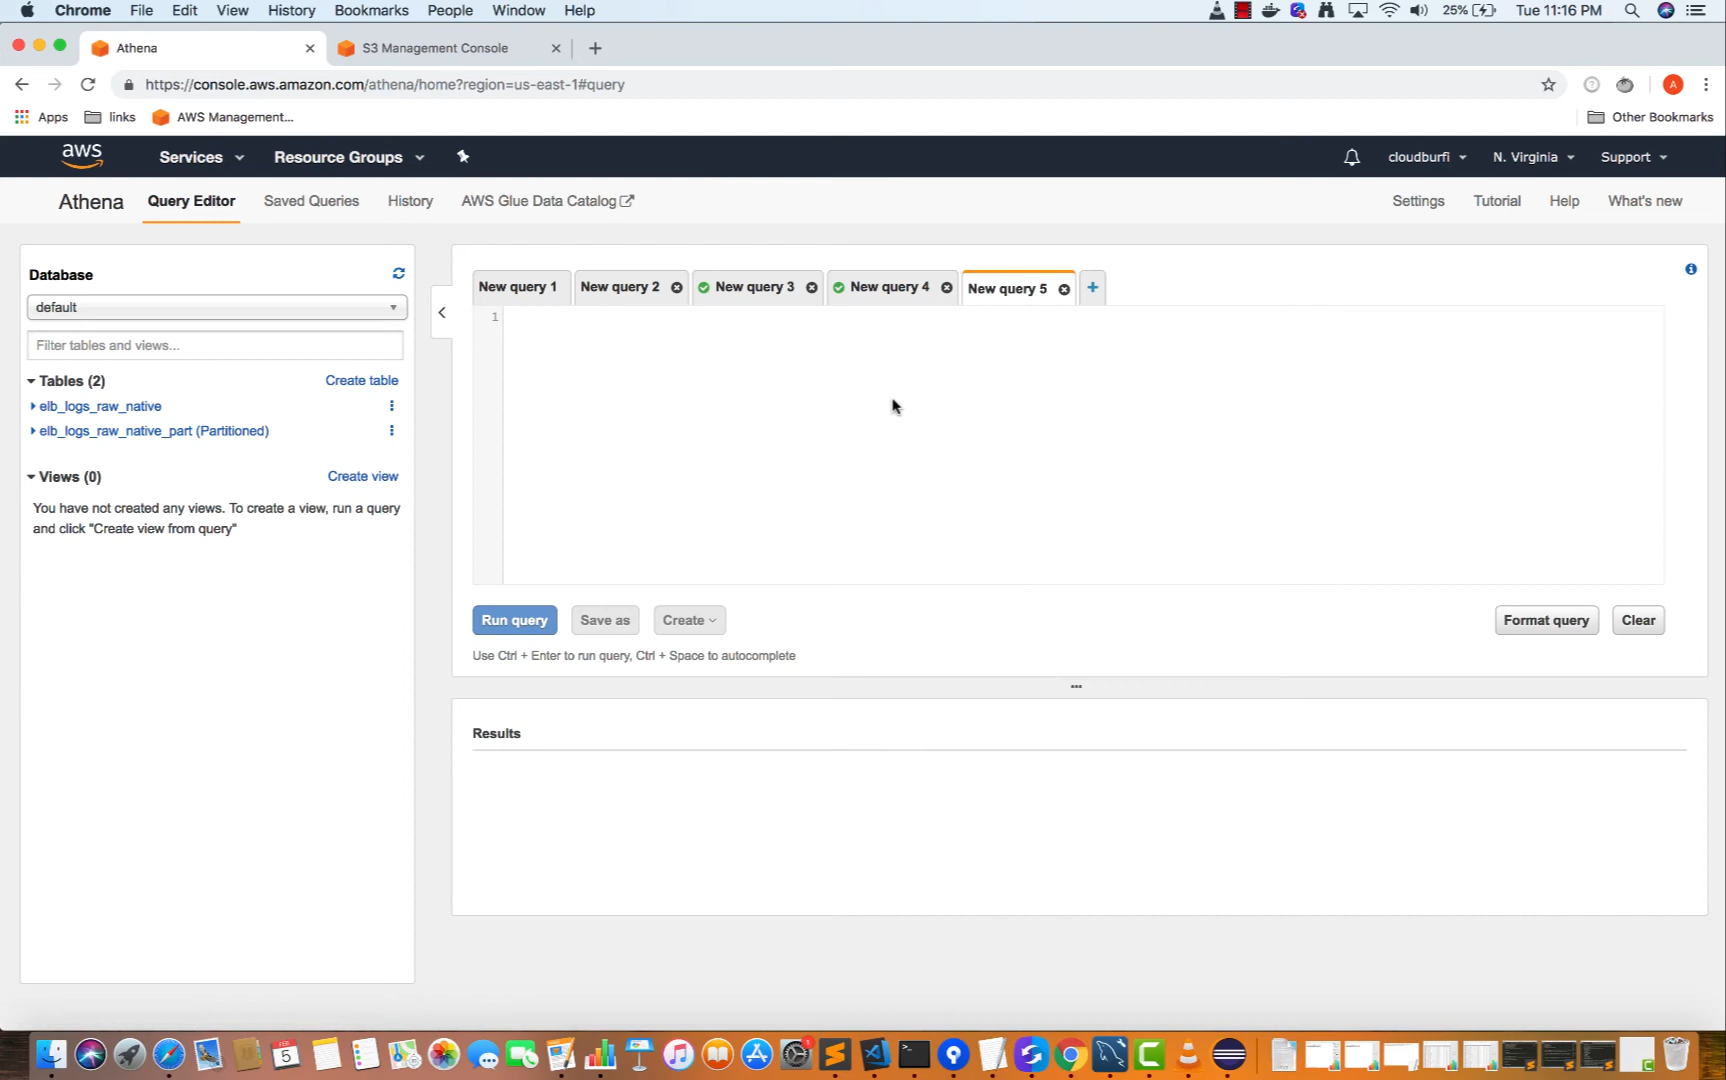 Chrome File Edit View History Bookmarks People Window Help 25% Tue 11:16 PM
Athena S3 Management Console
https://console.aws.amazon.com/athena/home?region=us-east-1#query A
Apps links AWS Management... Other Bookmarks
aws Services Resource Groups cloudburfi N. Virginia Support
Athena Query Editor Saved Queries History AWS Glue Data Catalog Settings Tutorial Help What's new
Database
default
Filter tables and views...
Tables (2) Create table
elb_logs_raw_native
elb_logs_raw_native_part (Partitioned)
Views (0) Create view
You have not created any views. To create a view, run a query
and click "Create view from query"
New query 1 New query 2 New query 3 New query 4 New query 5 +
1
Run query Save as Create Format query Clear
Use Ctrl + Enter to run query, Ctrl + Space to autocomplete
Results
FEB
5
1